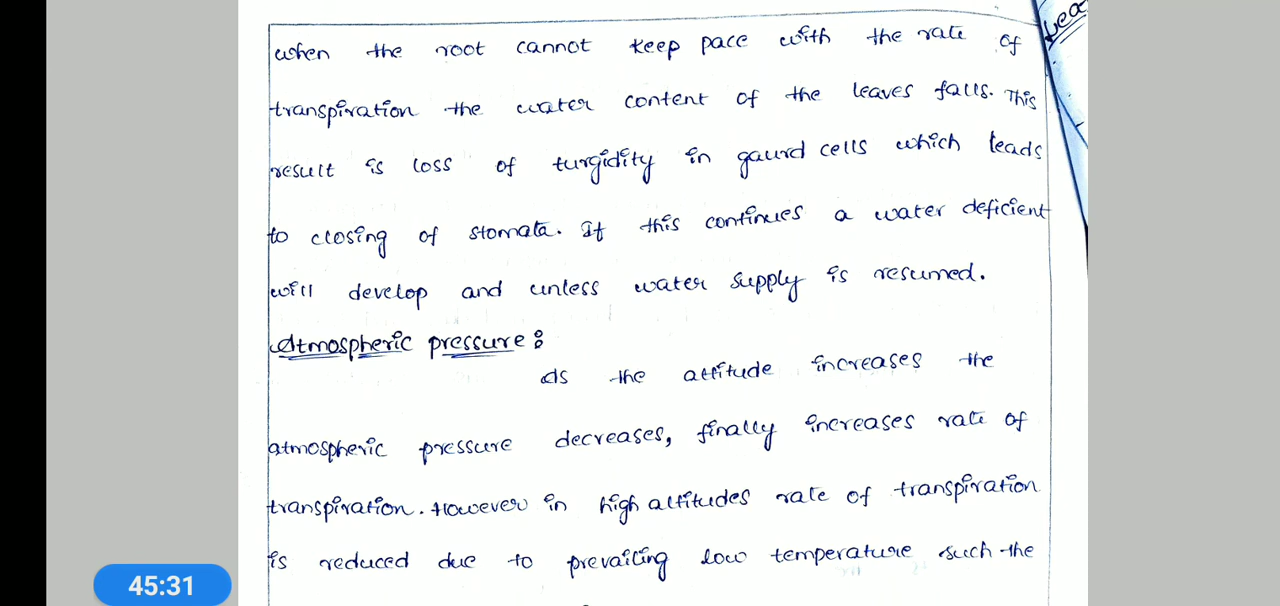 when the root cannot keep pace with the rate of
transpiration the water content of the leaves falls. This
result is loss of turgidity in gaurd cells which leads
to closing of stomata. If this continues a water deficient
will develop and unless water supply is resumed.
Atmospheric pressure:
As the attitude increases the
atmospheric pressure decreases, finally increases rate of
transpiration. However in high altitudes rate of transpiration
is reduced due to prevailing low temperature such the
45:31